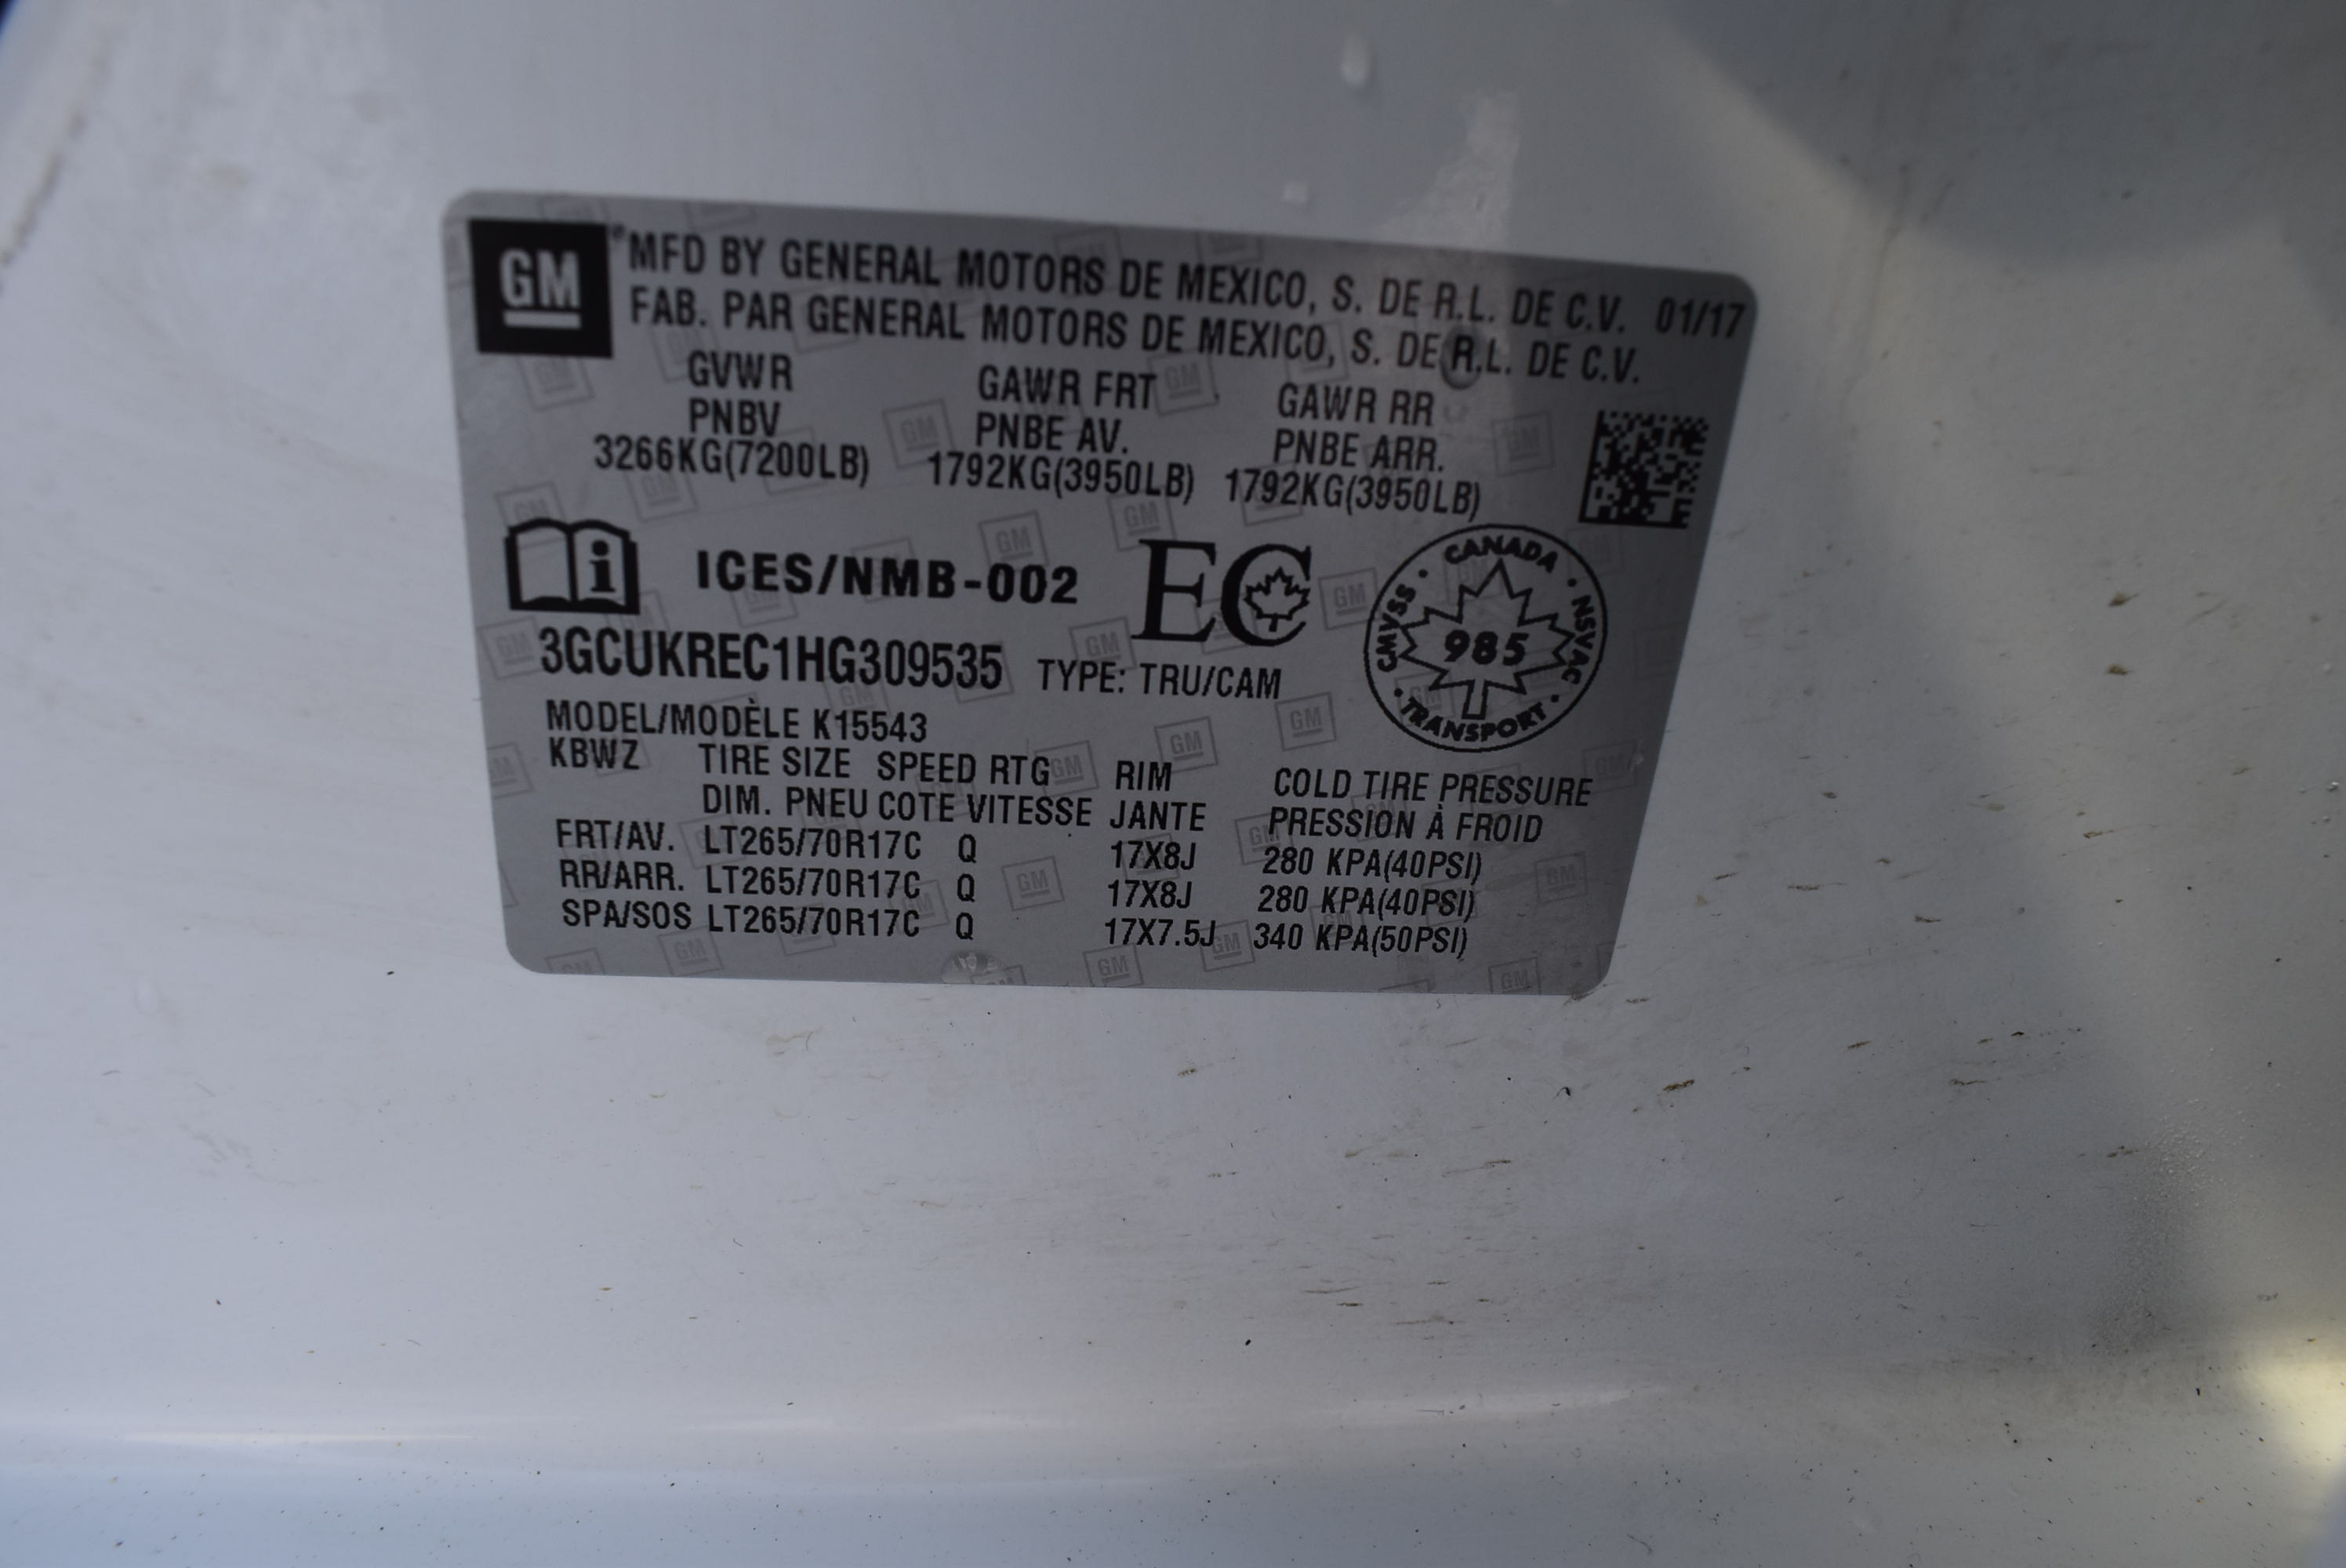 GM
MFD BY GENERAL MOTORS DE MEXICO, S. DE R.L. DE C.V. 01/17
FAB. PAR GENERAL MOTORS DE MEXICO, S. DE R.L. DE C.V.
GVWR GAWR FRT GAWR RR
PNBV PNBE AV. PNBE ARR.
3266KG(7200LB) 1792KG(3950LB) 1792KG(3950LB)
i ICES/NMB-002 EC
CANADA · NSVAC · TRANSPORT · CMVSS ·
985
3GCUKREC1HG309535 TYPE: TRU/CAM
MODEL/MODÈLE K15543
KBWZ TIRE SIZE SPEED RTG RIM COLD TIRE PRESSURE
DIM. PNEU COTE VITESSE JANTE PRESSION À FROID
FRT/AV. LT265/70R17C Q 17X8J 280 KPA(40PSI)
RR/ARR. LT265/70R17C Q 17X8J 280 KPA(40PSI)
SPA/SOS LT265/70R17C Q 17X7.5J 340 KPA(50PSI)